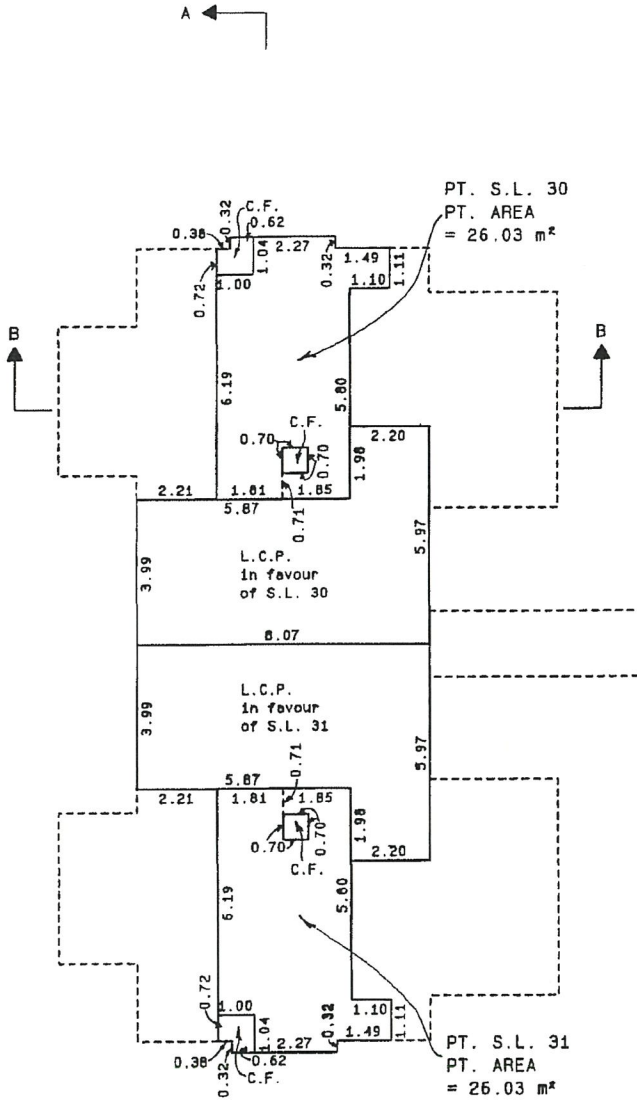 A
PT. S.L. 30
PT. AREA
= 26.03 m²
C.F.
0.32
0.62
0.38
1.04
2.27
0.32
1.49
1.10
1.11
0.72
1.00
B
B
6.19
5.80
C.F.
0.70
0.70
2.20
1.98
2.21
1.81
1.85
5.87
0.71
5.97
3.99
L.C.P.
in favour
of S.L. 30
8.07
L.C.P.
in favour
of S.L. 31
3.99
5.97
0.71
5.87
2.21
1.81
1.85
0.70
0.70
C.F.
1.98
2.20
6.19
5.80
0.72
1.00
1.04
1.10
1.49
1.11
0.32
2.27
0.38
0.62
0.32
C.F.
PT. S.L. 31
PT. AREA
= 26.03 m²